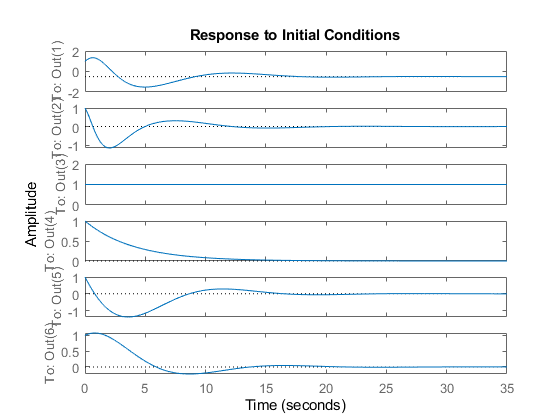 Response to Initial Conditions
To: Out(1)
2
0
-2
To: Out(2)
1
0
-1
To: Out(3)
2
1
0
To: Out(4)
1
0.5
0
To: Out(5)
1
0
-1
To: Out(6)
1
0.5
0
Amplitude
0 5 10 15 20 25 30 35
Time (seconds)